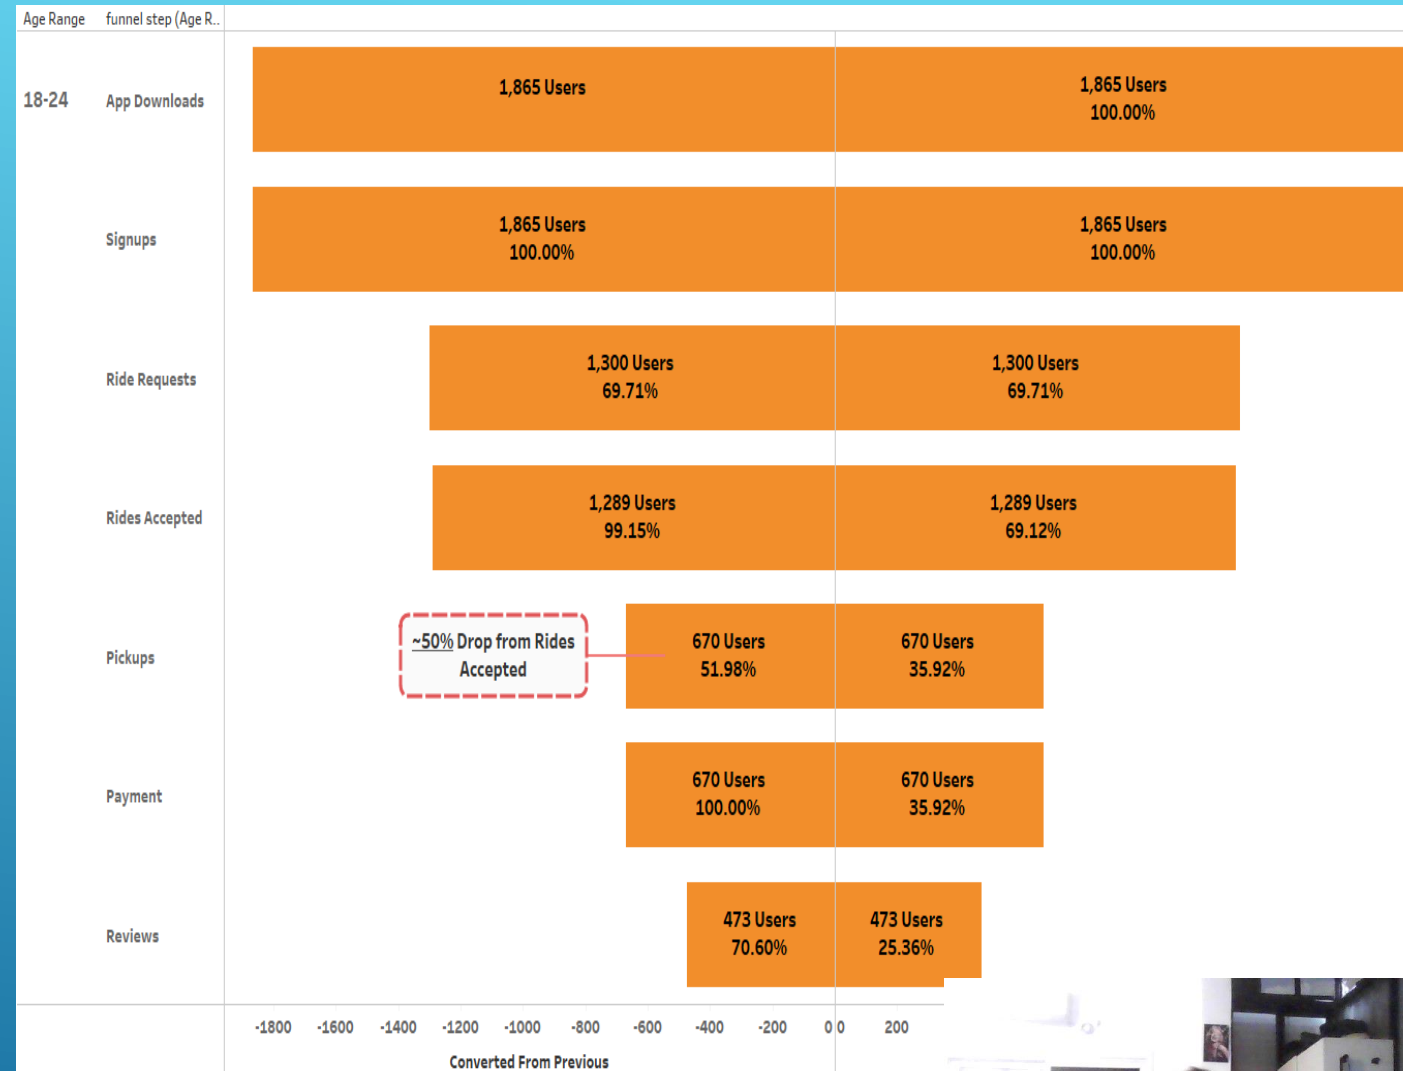 Age Range funnel step (Age R..
18-24 App Downloads 1,865 Users 1,865 Users
100.00%
Signups 1,865 Users 1,865 Users
100.00% 100.00%
Ride Requests 1,300 Users 1,300 Users
69.71% 69.71%
Rides Accepted 1,289 Users 1,289 Users
99.15% 69.12%
~50% Drop from Rides
Accepted
Pickups 670 Users 670 Users
51.98% 35.92%
Payment 670 Users 670 Users
100.00% 35.92%
Reviews 473 Users 473 Users
70.60% 25.36%
-1800 -1600 -1400 -1200 -1000 -800 -600 -400 -200 0 0 200
Converted From Previous